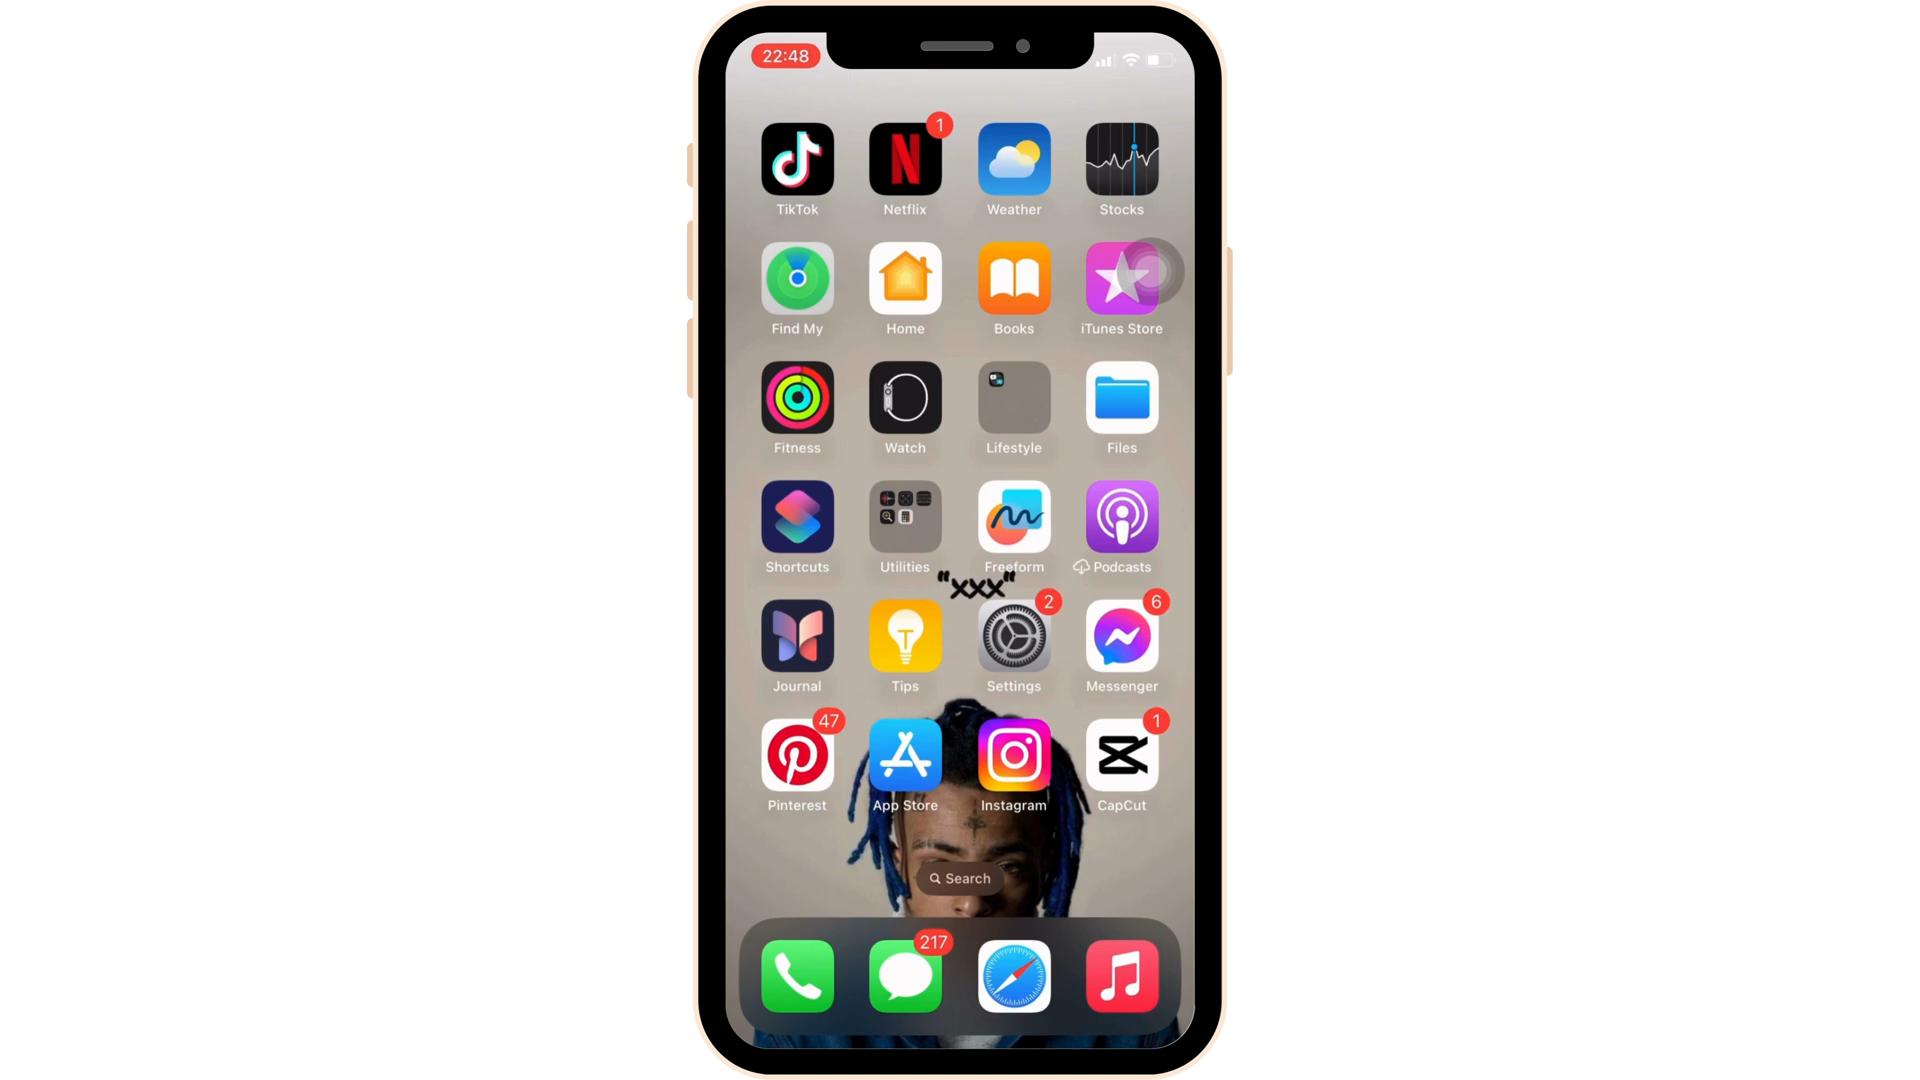 22:48
1
TikTok Netflix Weather Stocks
Find My Home Books iTunes Store
Fitness Watch Lifestyle Files
Shortcuts Utilities Freeform Podcasts
"xxx"
2 6
Journal Tips Settings Messenger
47 1
Pinterest App Store Instagram CapCut
Search
217